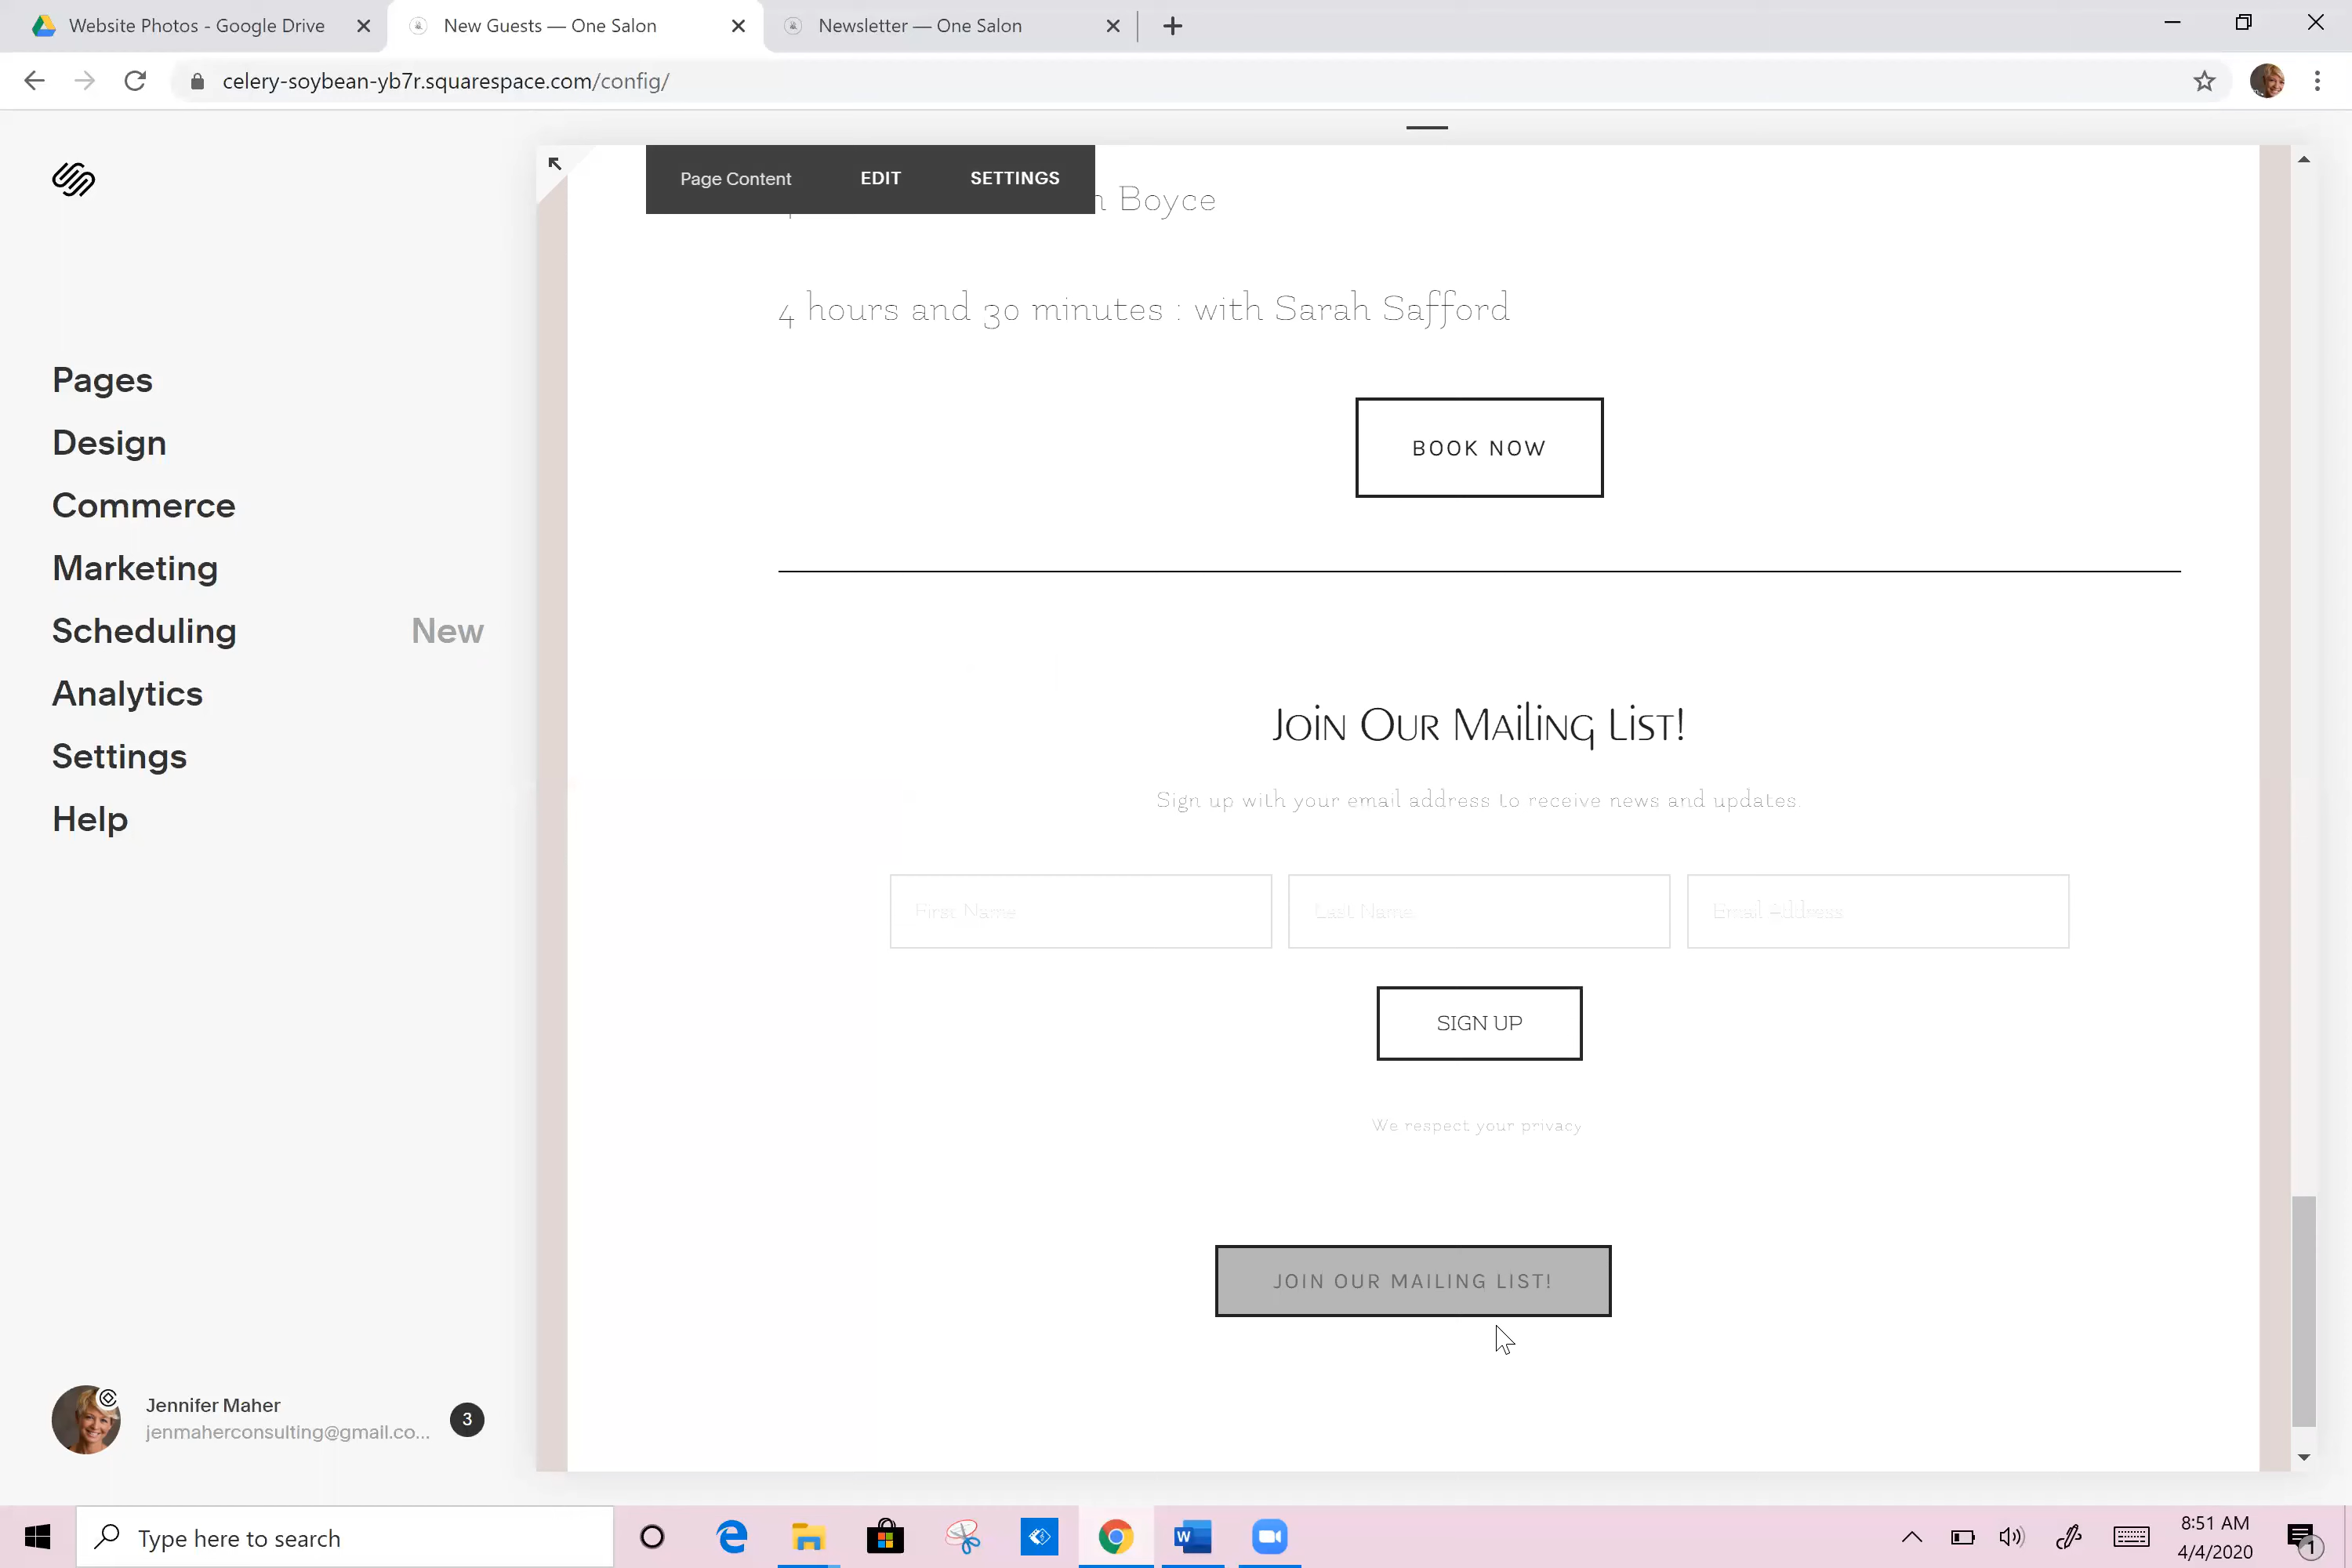 Website Photos - Google Drive
New Guests — One Salon
Newsletter — One Salon
celery-soybean-yb7r.squarespace.com/config/
Page Content EDIT SETTINGS
Boyce
4 hours and 30 minutes : with Sarah Safford
Pages
Design
Commerce
Marketing
Scheduling New
Analytics
Settings
Help
BOOK NOW
Join Our Mailing List!
Sign up with your email address to receive news and updates.
First Name
Last Name
Email Address
SIGN UP
We respect your privacy
JOIN OUR MAILING LIST!
Jennifer Maher
jenmaherconsulting@gmail.co...
3
Type here to search
8:51 AM
4/4/2020
1